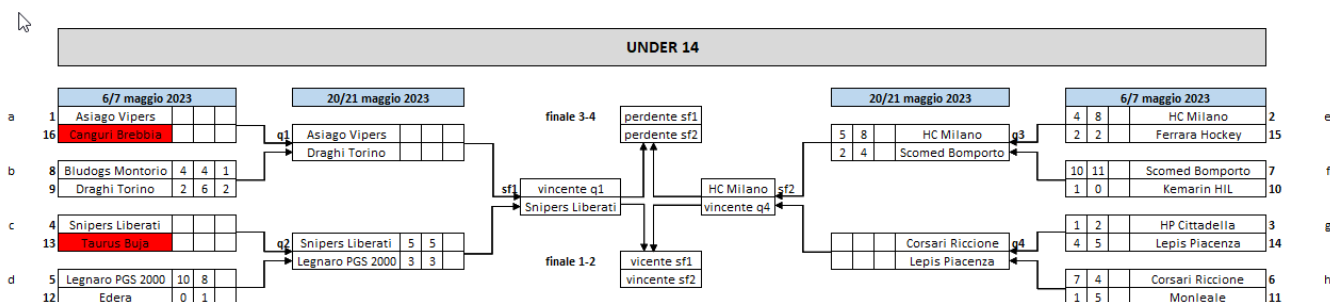 UNDER 14
6/7 maggio 2023 20/21 maggio 2023 20/21 maggio 2023 6/7 maggio 2023
a 1 Asiago Vipers finale 3-4 perdente sf1 4 8 HC Milano 2 e
16 Canguri Brebbia q1 Asiago Vipers perdente sf2 5 8 HC Milano q3 2 2 Ferrara Hockey 15
Draghi Torino 2 4 Scomed Bomporto
b 8 Bludogs Montorio 4 4 1 10 11 Scomed Bomporto 7 f
9 Draghi Torino 2 6 2 sf1 vincente q1 HC Milano sf2 1 0 Kemarin HIL 10
Snipers Liberati vincente q4
c 4 Snipers Liberati 1 2 HP Cittadella 3 g
13 Taurus Buja q2 Snipers Liberati 5 5 Corsari Riccione q4 4 5 Lepis Piacenza 14
Legnaro PGS 2000 3 3 finale 1-2 vicente sf1 Lepis Piacenza
d 5 Legnaro PGS 2000 10 8 vincente sf2 7 4 Corsari Riccione 6 h
12 Edera 0 1 1 5 Monleale 11